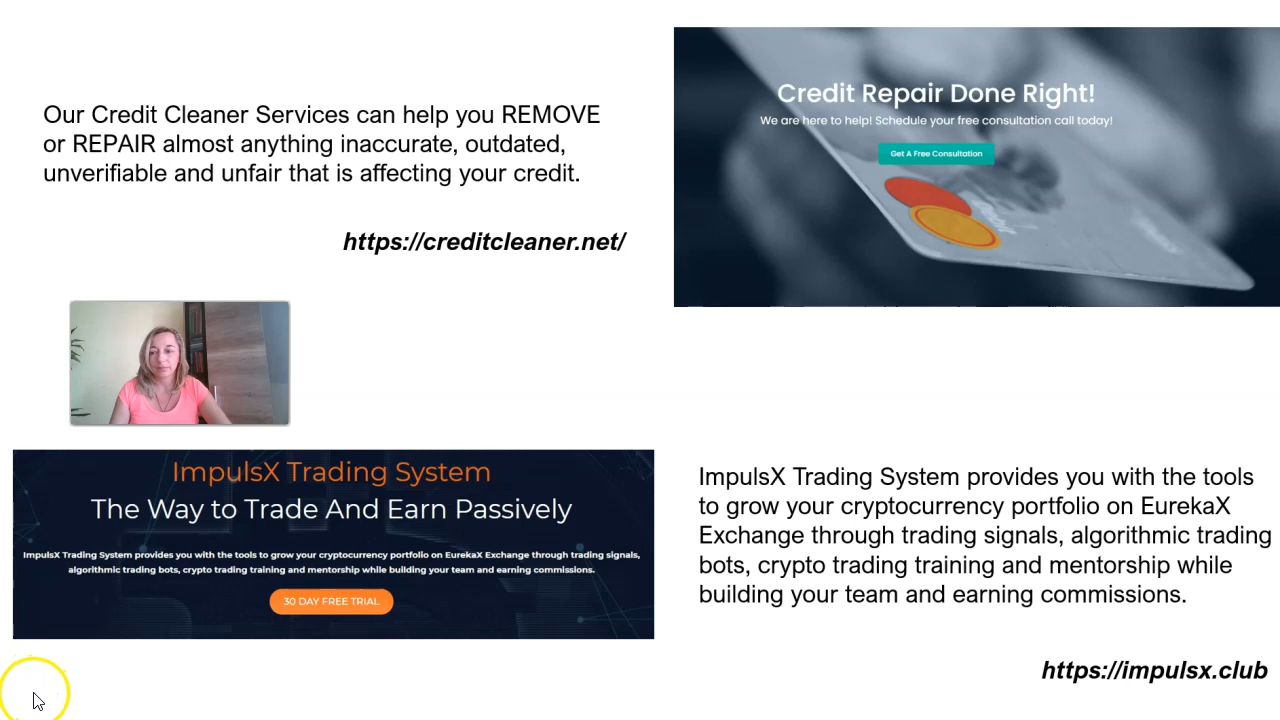 Our Credit Cleaner Services can help you REMOVE
or REPAIR almost anything inaccurate, outdated,
unverifiable and unfair that is affecting your credit.
https://creditcleaner.net/
Credit Repair Done Right!
We are here to help! Schedule your free consultation call today!
Get A Free Consultation
ImpulsX Trading System
The Way to Trade And Earn Passively
ImpulsX Trading System provides you with the tools to grow your cryptocurrency portfolio on EurekaX Exchange through trading signals,
algorithmic trading bots, crypto trading training and mentorship while building your team and earning commissions.
30 DAY FREE TRIAL
ImpulsX Trading System provides you with the tools
to grow your cryptocurrency portfolio on EurekaX
Exchange through trading signals, algorithmic trading
bots, crypto trading training and mentorship while
building your team and earning commissions.
https://impulsx.club